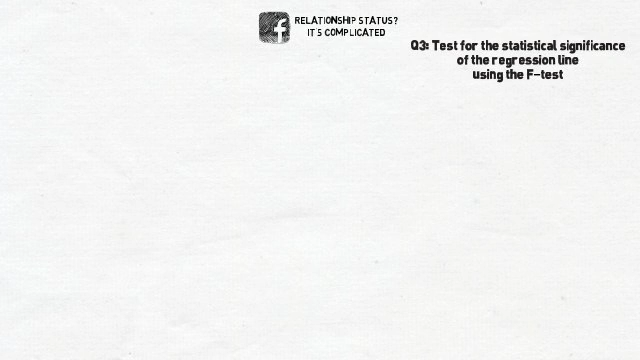 RELATIONSHIP STATUS?
IT'S COMPLICATED
Q3: Test for the statistical significance
of the regression line
using the F-test